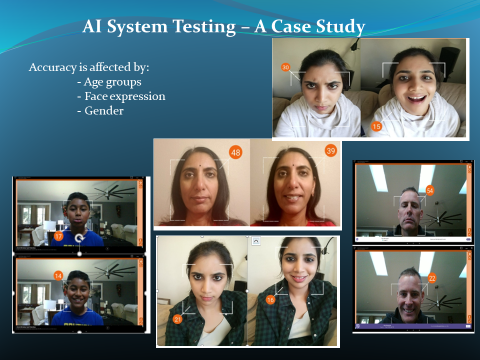 AI System Testing – A Case Study
Accuracy is affected by:
- Age groups
- Face expression
- Gender
30
15
48
39
54
14
21
22